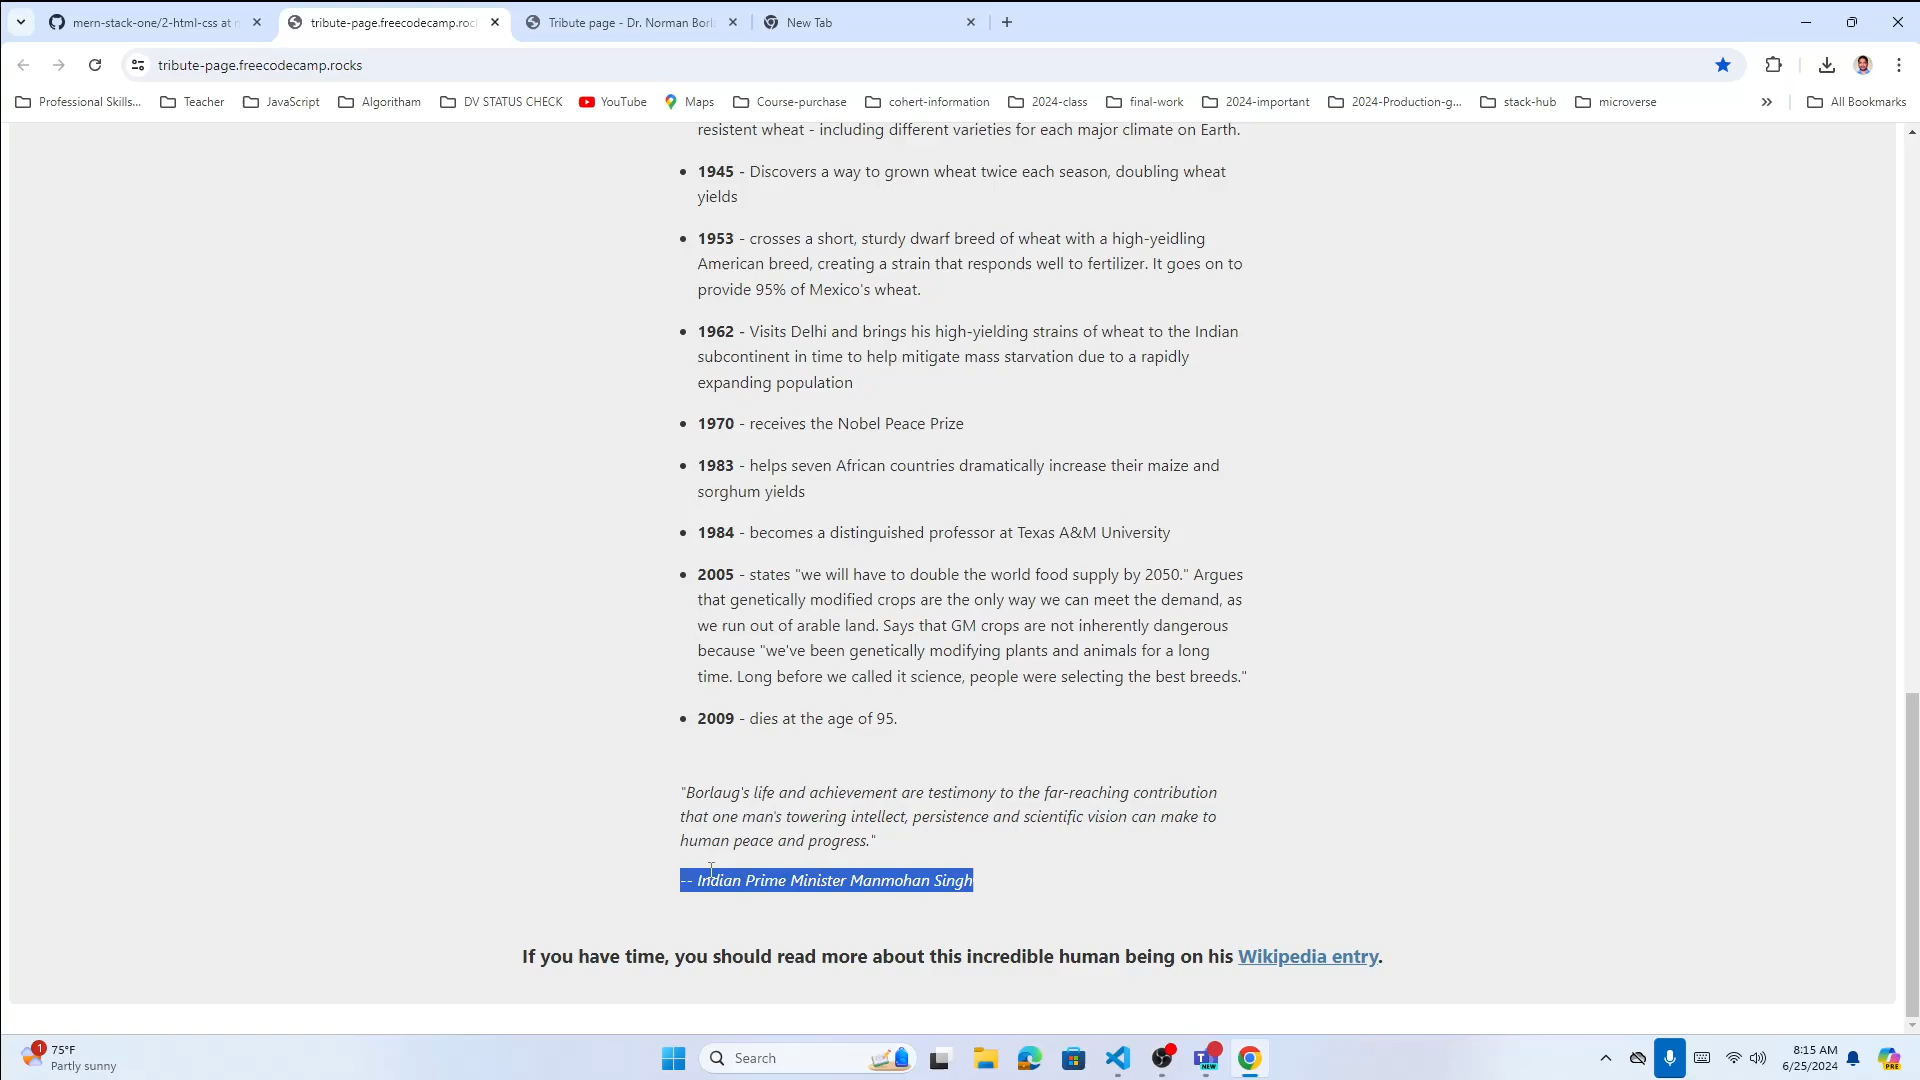 mern-stack-one/2-html-css at m
tribute-page.freecodecamp.roc
Tribute page - Dr. Norman Borl
New Tab
tribute-page.freecodecamp.rocks
Professional Skills...
Teacher
JavaScript
Algoritham
DV STATUS CHECK
YouTube
Maps
Course-purchase
cohert-information
2024-class
final-work
2024-important
2024-Production-g...
stack-hub
microverse
All Bookmarks
resistent wheat - including different varieties for each major climate on Earth.
1945 - Discovers a way to grown wheat twice each season, doubling wheat
yields
1953 - crosses a short, sturdy dwarf breed of wheat with a high-yeidling
American breed, creating a strain that responds well to fertilizer. It goes on to
provide 95% of Mexico's wheat.
1962 - Visits Delhi and brings his high-yielding strains of wheat to the Indian
subcontinent in time to help mitigate mass starvation due to a rapidly
expanding population
1970 - receives the Nobel Peace Prize
1983 - helps seven African countries dramatically increase their maize and
sorghum yields
1984 - becomes a distinguished professor at Texas A&M University
2005 - states "we will have to double the world food supply by 2050." Argues
that genetically modified crops are the only way we can meet the demand, as
we run out of arable land. Says that GM crops are not inherently dangerous
because "we've been genetically modifying plants and animals for a long
time. Long before we called it science, people were selecting the best breeds."
2009 - dies at the age of 95.
"Borlaug's life and achievement are testimony to the far-reaching contribution
that one man's towering intellect, persistence and scientific vision can make to
human peace and progress."
-- Indian Prime Minister Manmohan Singh
If you have time, you should read more about this incredible human being on his Wikipedia entry.
1
75°F
Partly sunny
Search
NEW
8:15 AM
6/25/2024
PRE